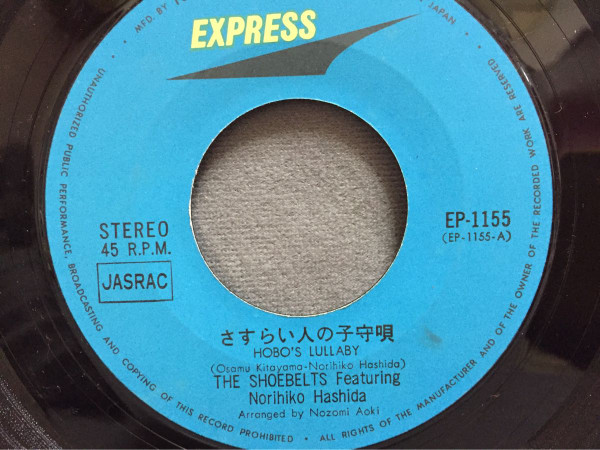 MFD. BY
JAPAN
EXPRESS
STEREO
45 R.P.M.
JASRAC
EP-1155
(EP-1155-A)
さすらい人の子守唄
HOBO'S LULLABY
(Osamu Kitayama-Norihiko Hashida)
THE SHOEBELTS Featuring
Norihiko Hashida
Arranged by Nozomi Aoki
UNAUTHORIZED PUBLIC PERFORMANCE, BROADCASTING AND COPYING OF THIS RECORD PROHIBITED • ALL RIGHTS OF THE MANUFACTURER AND OF THE OWNER OF THE RECORDED WORK ARE RESERVED